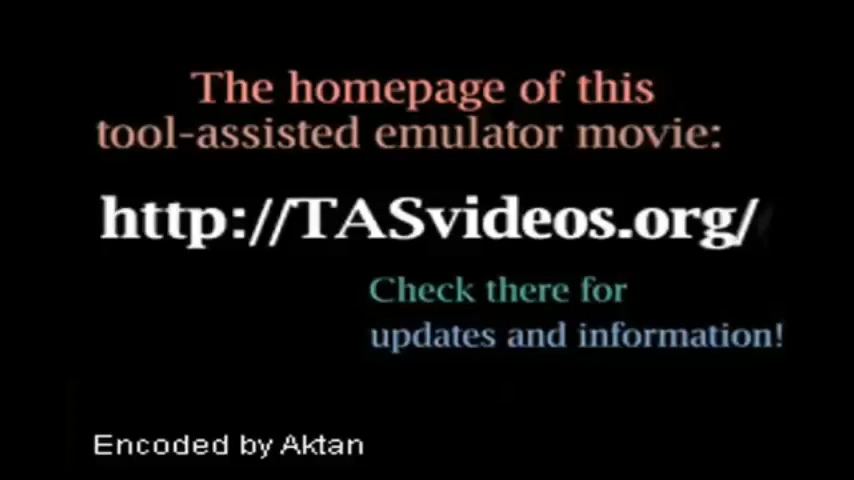 The homepage of this
tool-assisted emulator movie:
http://TASvideos.org/
Check there for
updates and information!
Encoded by Aktan